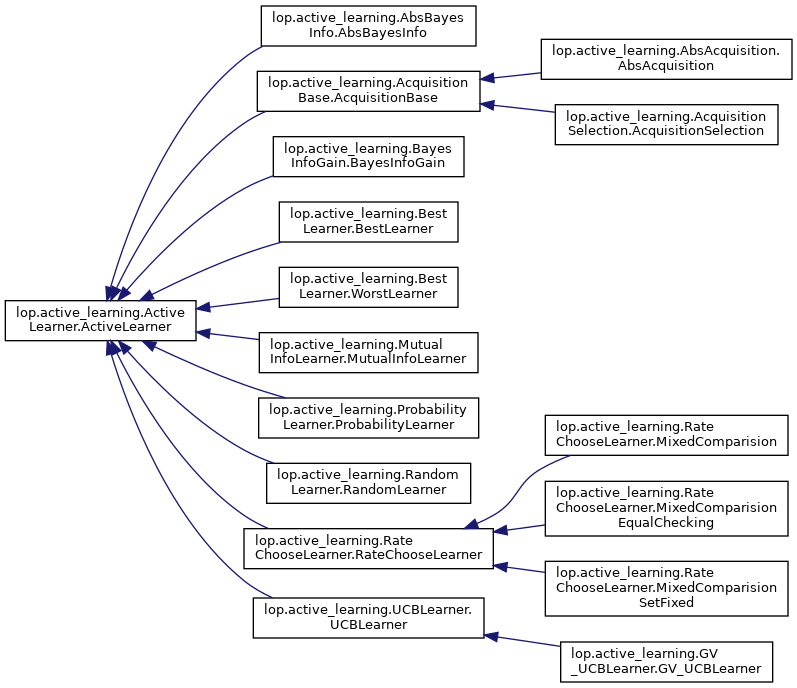 lop.active_learning.AbsBayes
Info.AbsBayesInfo
lop.active_learning.AbsAcquisition.
AbsAcquisition
lop.active_learning.Acquisition
Base.AcquisitionBase
lop.active_learning.Acquisition
Selection.AcquisitionSelection
lop.active_learning.Bayes
InfoGain.BayesInfoGain
lop.active_learning.Best
Learner.BestLearner
lop.active_learning.Best
Learner.WorstLearner
lop.active_learning.Active
Learner.ActiveLearner
lop.active_learning.Mutual
InfoLearner.MutualInfoLearner
lop.active_learning.Probability
Learner.ProbabilityLearner
lop.active_learning.Rate
ChooseLearner.MixedComparision
lop.active_learning.Random
Learner.RandomLearner
lop.active_learning.Rate
ChooseLearner.MixedComparision
EqualChecking
lop.active_learning.Rate
ChooseLearner.RateChooseLearner
lop.active_learning.Rate
ChooseLearner.MixedComparision
SetFixed
lop.active_learning.UCBLearner.
UCBLearner
lop.active_learning.GV
_UCBLearner.GV_UCBLearner